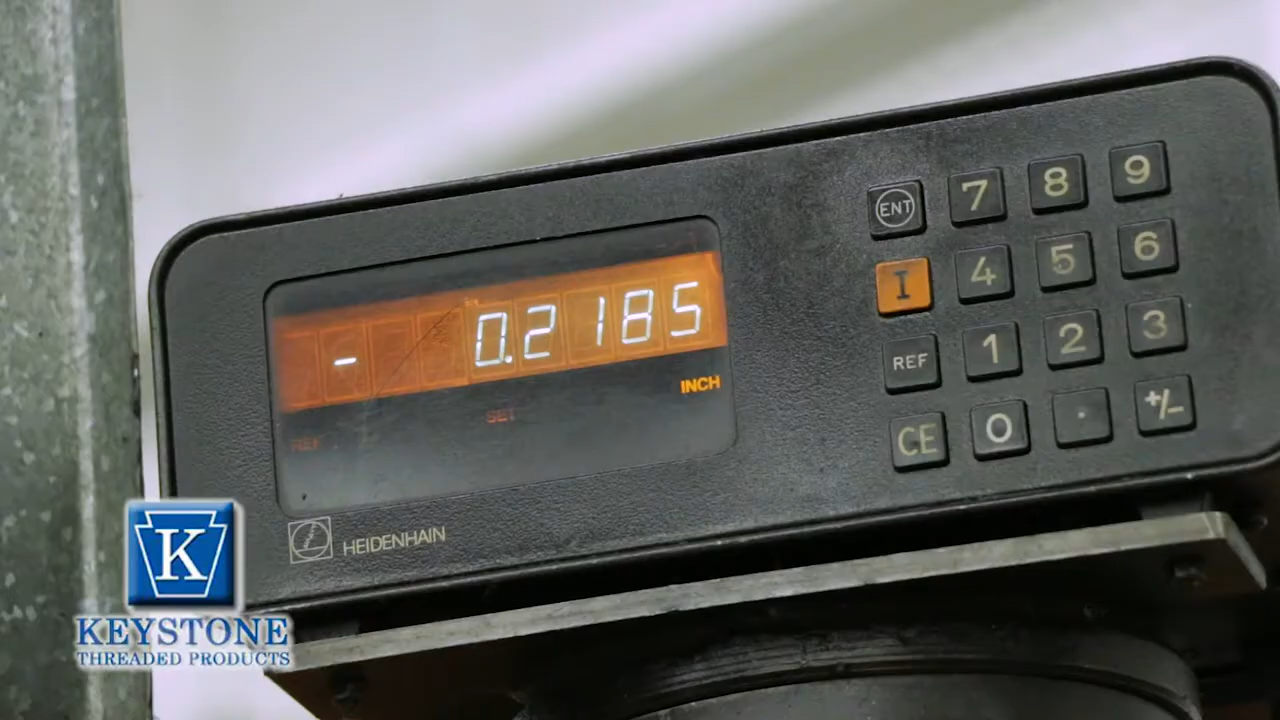 - 0.2185
INCH
SET
REF
HEIDENHAIN
ENT 7 8 9
I 4 5 6
REF 1 2 3
CE 0 . +/-
K
KEYSTONE
THREADED PRODUCTS